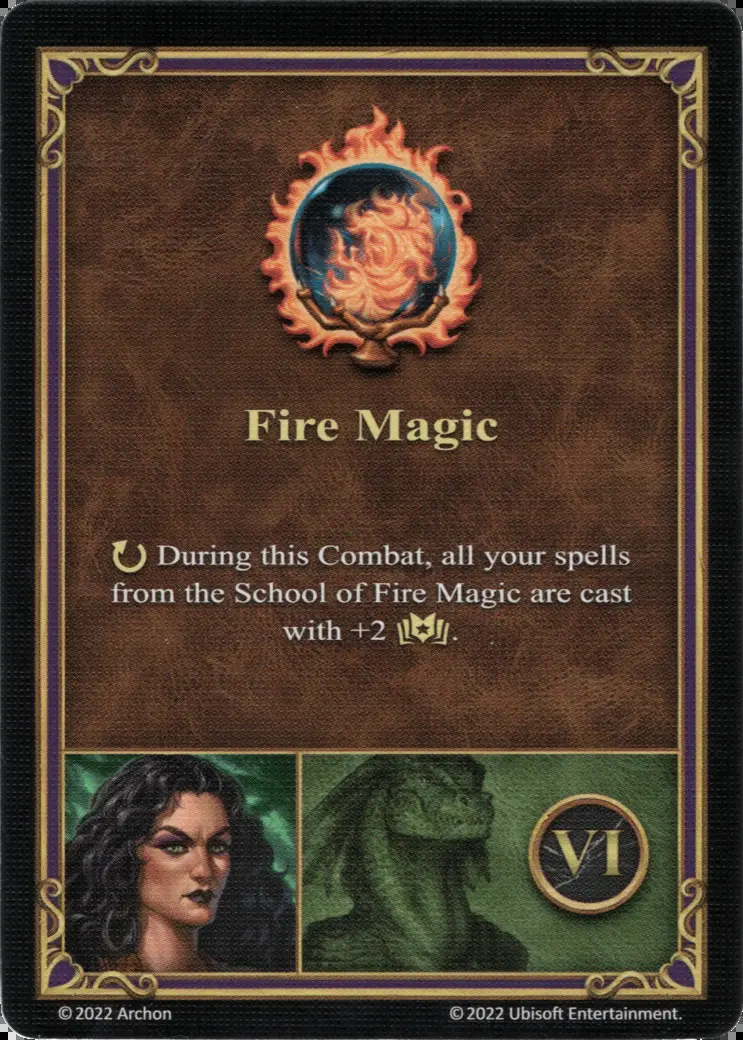 Fire Magic
During this Combat, all your spells
from the School of Fire Magic are cast
with +2 .
VI
© 2022 Archon
© 2022 Ubisoft Entertainment.